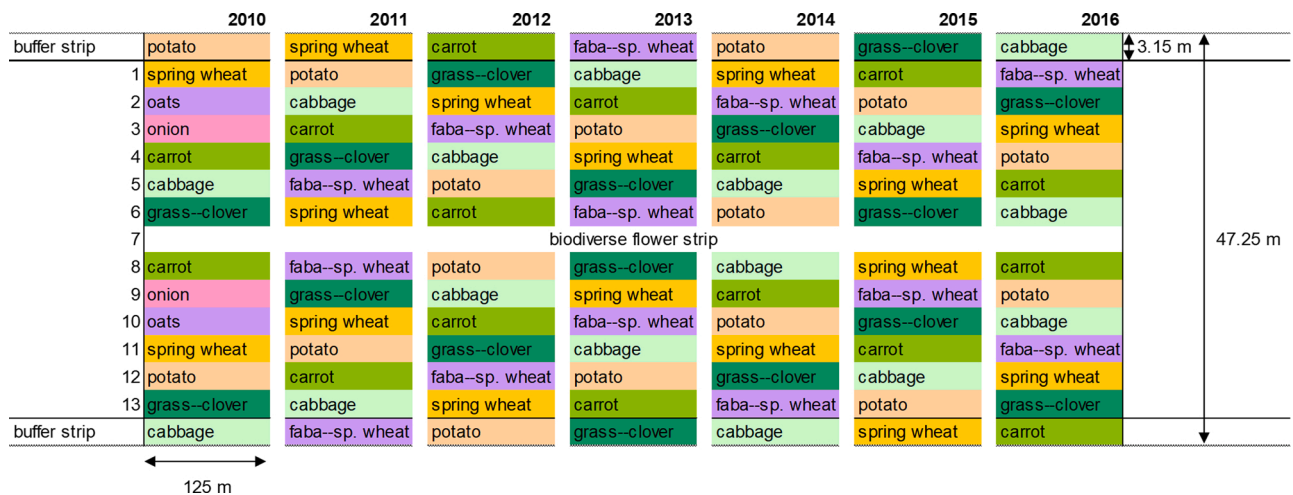 2010 2011 2012 2013 2014 2015 2016
buffer strip potato spring wheat carrot faba--sp. wheat potato grass--clover cabbage 3.15 m
1 spring wheat potato grass--clover cabbage spring wheat carrot faba--sp. wheat
2 oats cabbage spring wheat carrot faba--sp. wheat potato grass--clover
3 onion carrot faba--sp. wheat potato grass--clover cabbage spring wheat
4 carrot grass--clover cabbage spring wheat carrot faba--sp. wheat potato
5 cabbage faba--sp. wheat potato grass--clover cabbage spring wheat carrot
6 grass--clover spring wheat carrot faba--sp. wheat potato grass--clover cabbage
7 biodiverse flower strip 47.25 m
8 carrot faba--sp. wheat potato grass--clover cabbage spring wheat carrot
9 onion grass--clover cabbage spring wheat carrot faba--sp. wheat potato
10 oats spring wheat carrot faba--sp. wheat potato grass--clover cabbage
11 spring wheat potato grass--clover cabbage spring wheat carrot faba--sp. wheat
12 potato carrot faba--sp. wheat potato grass--clover cabbage spring wheat
13 grass--clover cabbage spring wheat carrot faba--sp. wheat potato grass--clover
buffer strip cabbage faba--sp. wheat potato grass--clover cabbage spring wheat carrot
125 m